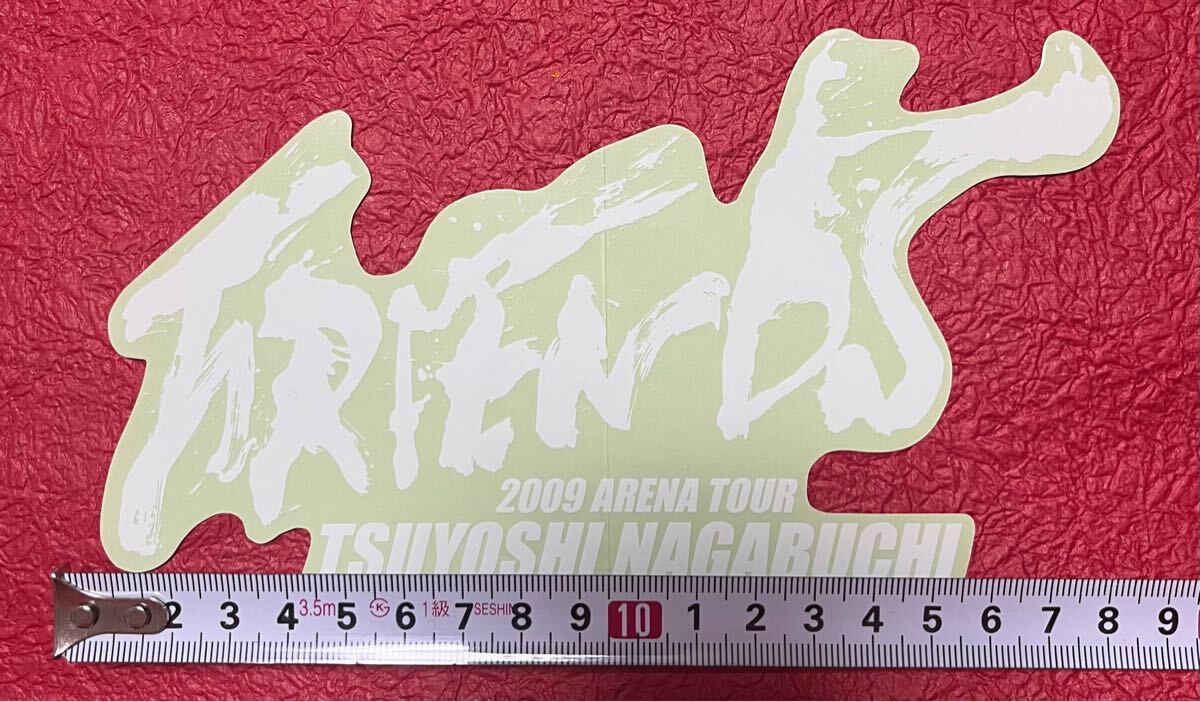 FRIENDS
2009 ARENA TOUR
TSUYOSHI NAGABUCHI
2 3 4 3.5m 5 K 6 1級 7 SESHIN 8 9 10 1 2 3 4 5 6 7 8 9